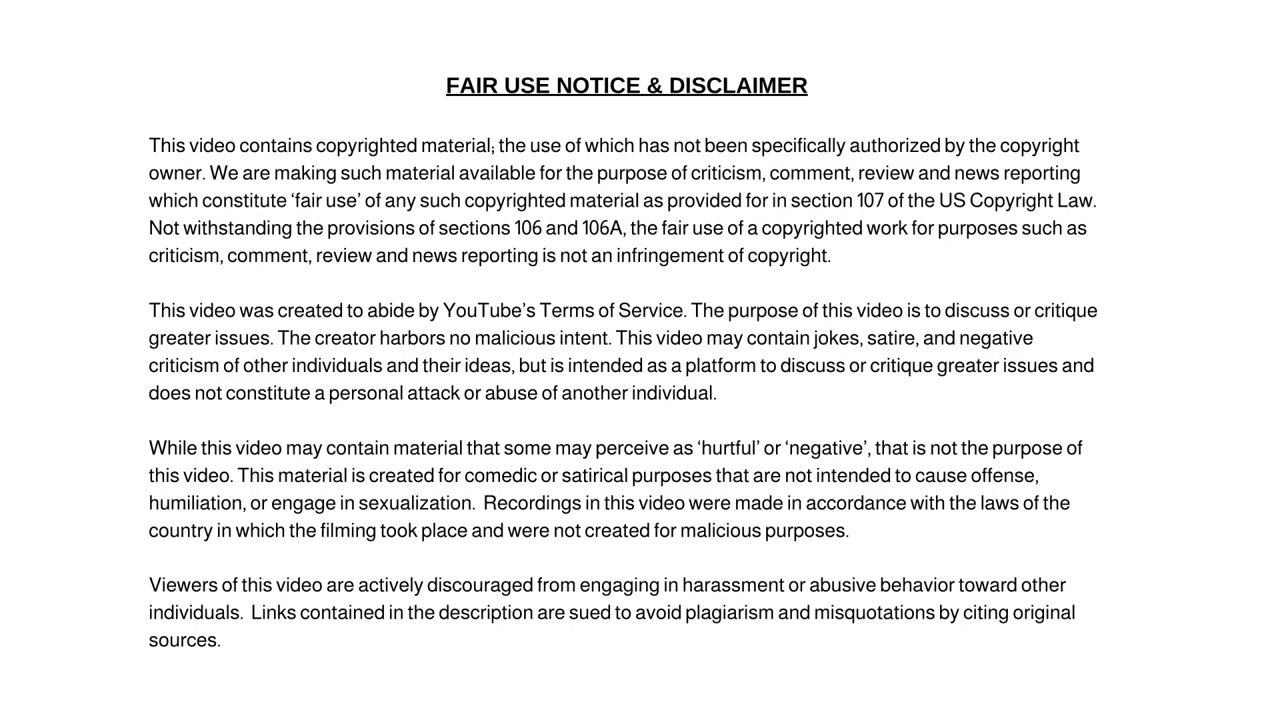 FAIR USE NOTICE & DISCLAIMER
This video contains copyrighted material; the use of which has not been specifically authorized by the copyright
owner. We are making such material available for the purpose of criticism, comment, review and news reporting
which constitute ‘fair use’ of any such copyrighted material as provided for in section 107 of the US Copyright Law.
Not withstanding the provisions of sections 106 and 106A, the fair use of a copyrighted work for purposes such as
criticism, comment, review and news reporting is not an infringement of copyright.
This video was created to abide by YouTube’s Terms of Service. The purpose of this video is to discuss or critique
greater issues. The creator harbors no malicious intent. This video may contain jokes, satire, and negative
criticism of other individuals and their ideas, but is intended as a platform to discuss or critique greater issues and
does not constitute a personal attack or abuse of another individual.
While this video may contain material that some may perceive as ‘hurtful’ or ‘negative’, that is not the purpose of
this video. This material is created for comedic or satirical purposes that are not intended to cause offense,
humiliation, or engage in sexualization.  Recordings in this video were made in accordance with the laws of the
country in which the filming took place and were not created for malicious purposes.
Viewers of this video are actively discouraged from engaging in harassment or abusive behavior toward other
individuals.  Links contained in the description are sued to avoid plagiarism and misquotations by citing original
sources.